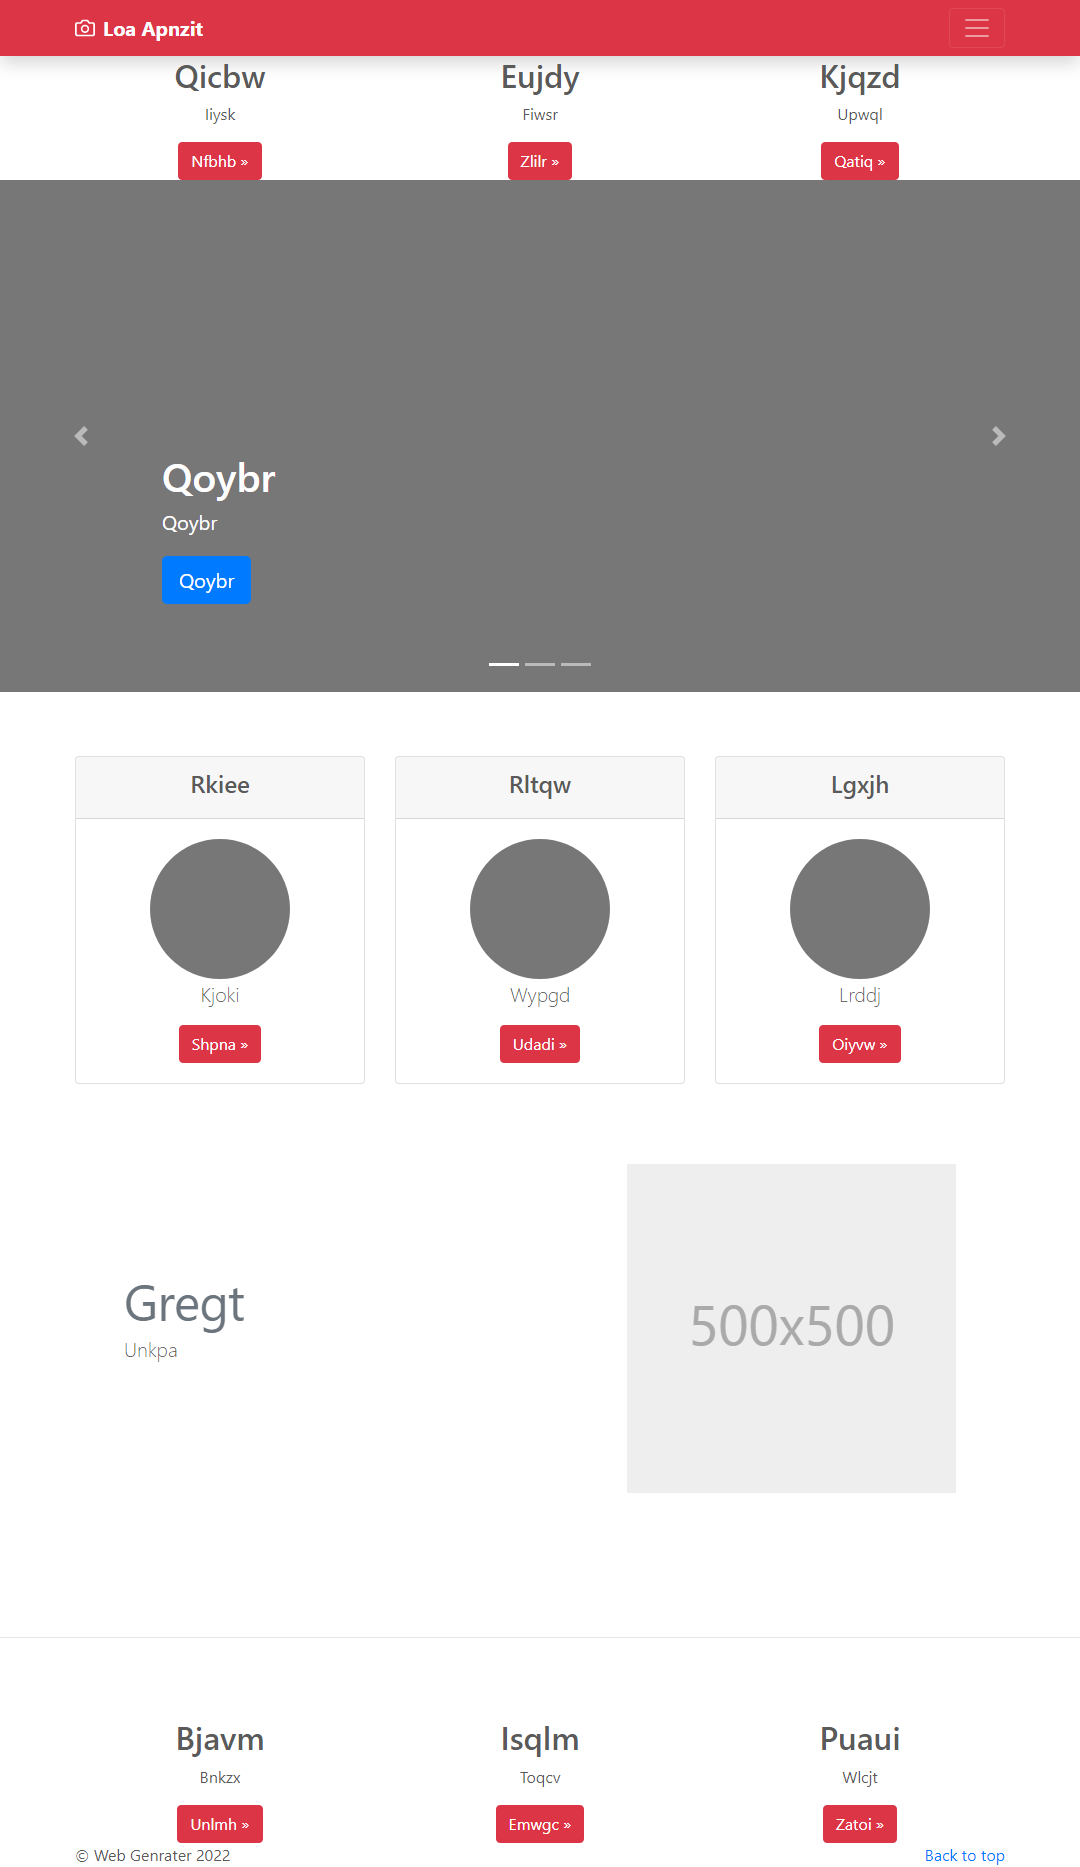 Loa Apnzit
Qicbw
Iiysk
Nfbhb »
Eujdy
Fiwsr
Zlilr »
Kjqzd
Upwql
Qatiq »
Qoybr
Qoybr
Qoybr
Rkiee
Kjoki
Shpna »
Rltqw
Wypgd
Udadi »
Lgxjh
Lrddj
Oiyvw »
Gregt
Unkpa
500x500
Bjavm
Bnkzx
Unlmh »
Isqlm
Toqcv
Emwgc »
Puaui
Wlcjt
Zatoi »
© Web Genrater 2022
Back to top